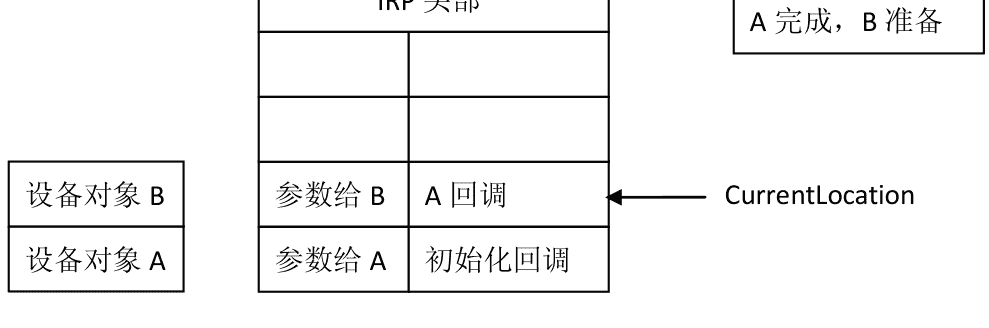 IRP 头部
A 完成，B 准备
设备对象 B
参数给 B
A 回调
CurrentLocation
设备对象 A
参数给 A
初始化回调